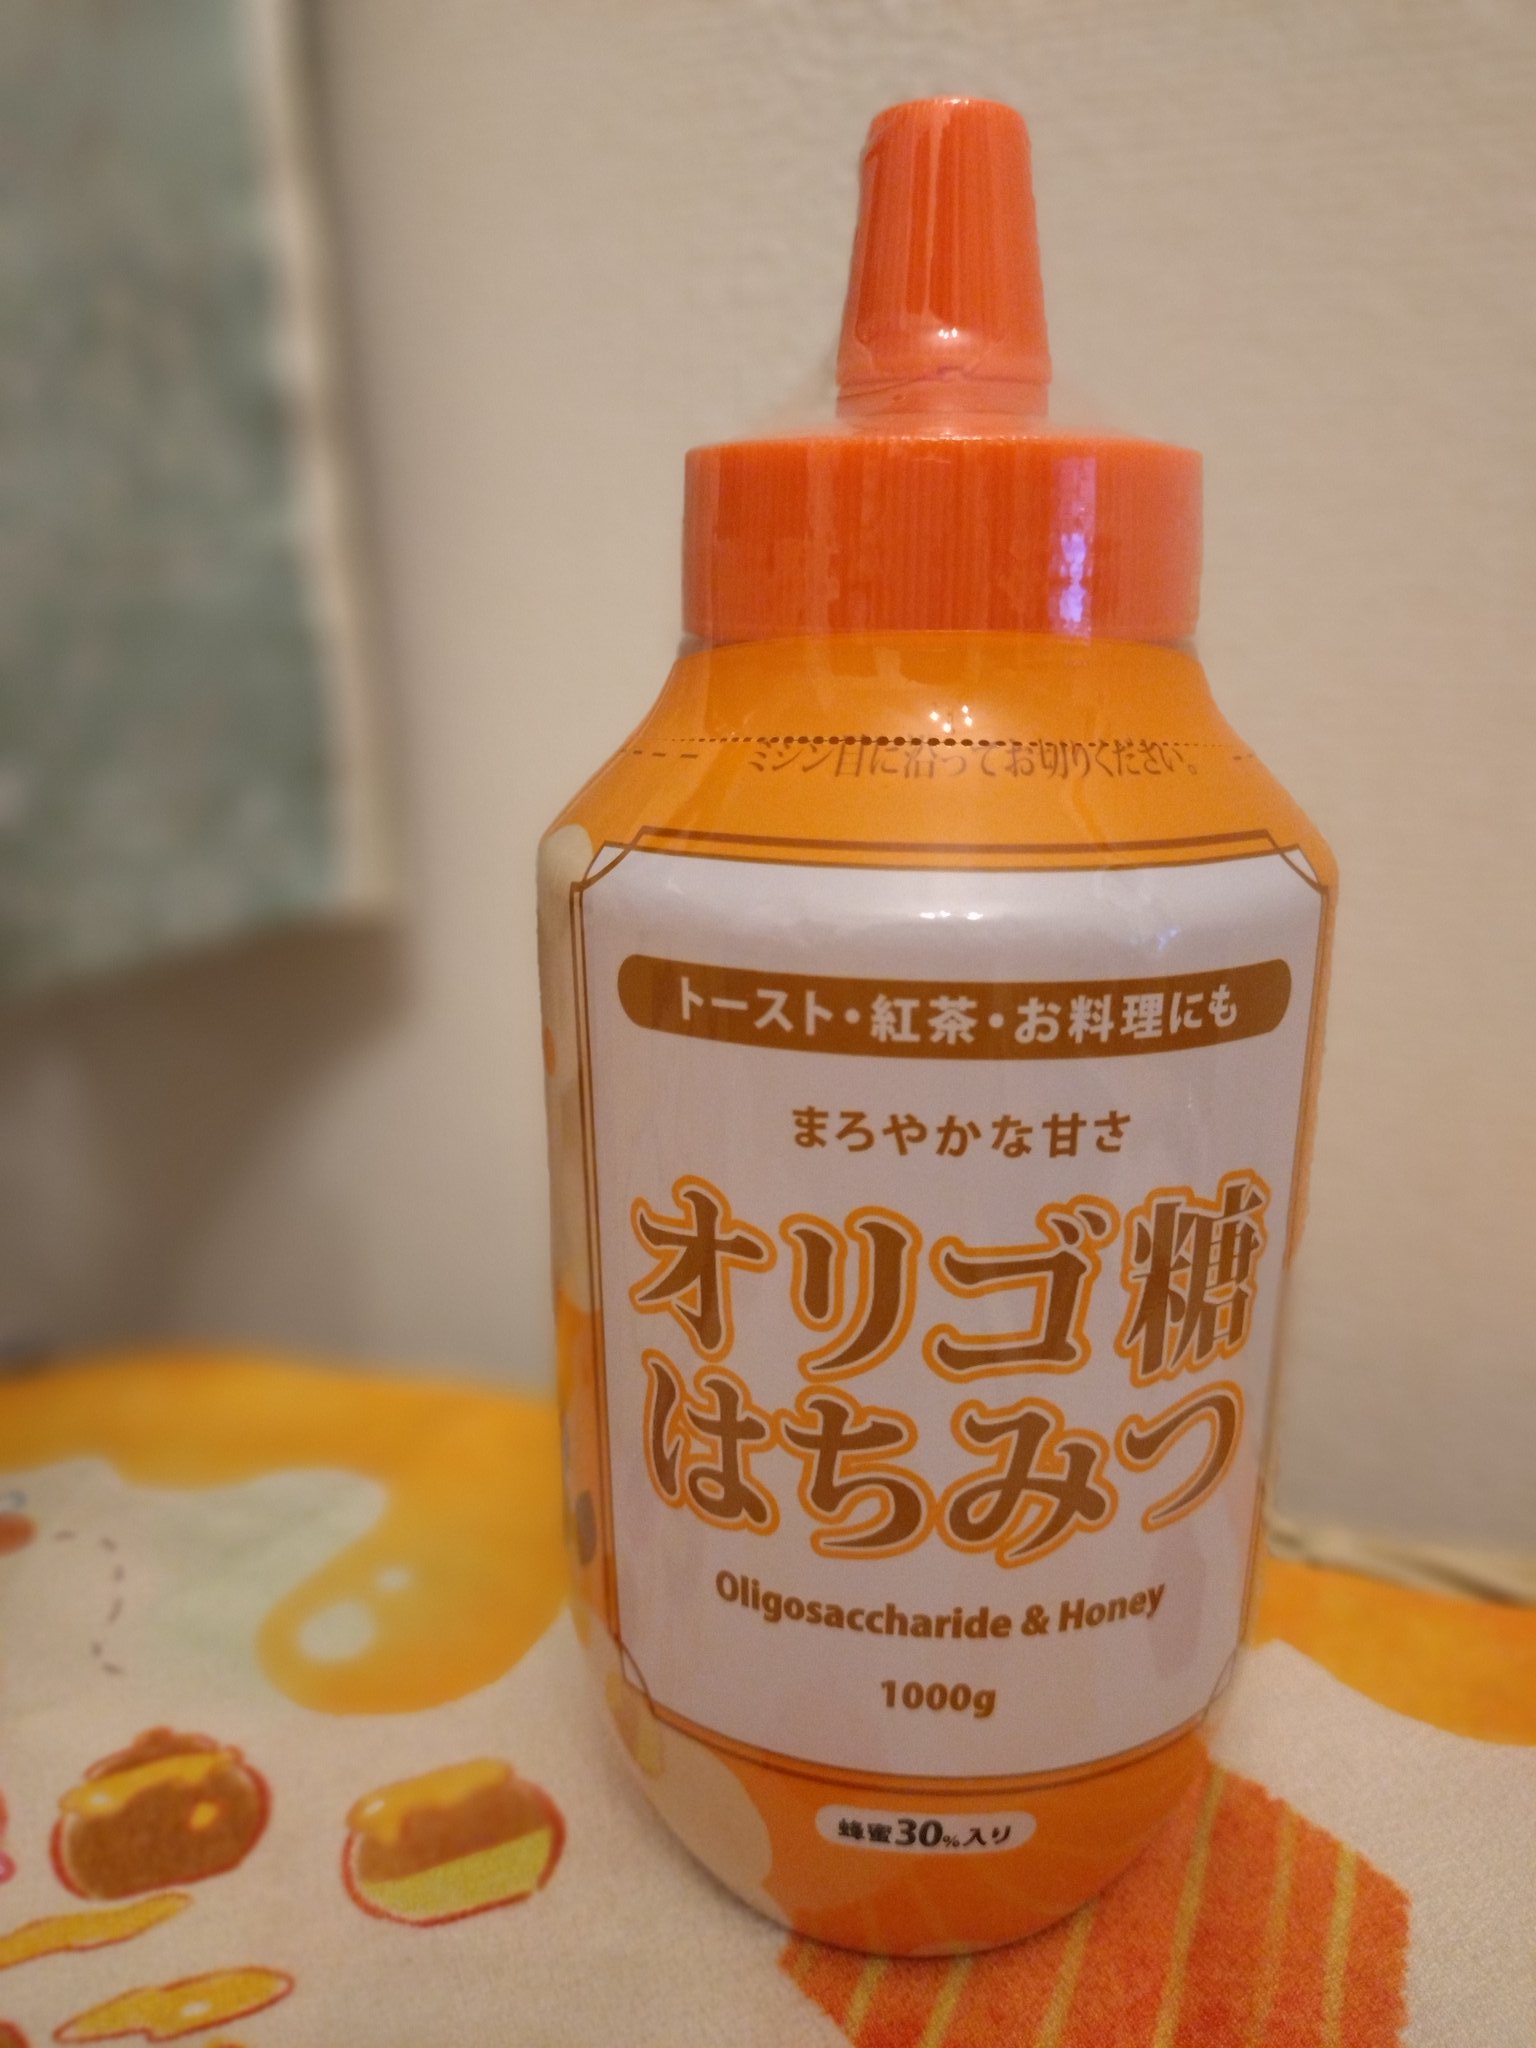 ミシン目に沿ってお切りください。
トースト・紅茶・お料理にも
まろやかな甘さ
オリゴ糖
はちみつ
Oligosaccharide & Honey
1000g
蜂蜜30%入り